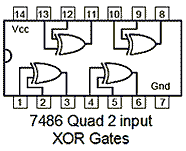 14 13 12 11 10 9 8
Vcc
Gnd
1 2 3 4 5 6 7
7486 Quad 2 input
XOR Gates